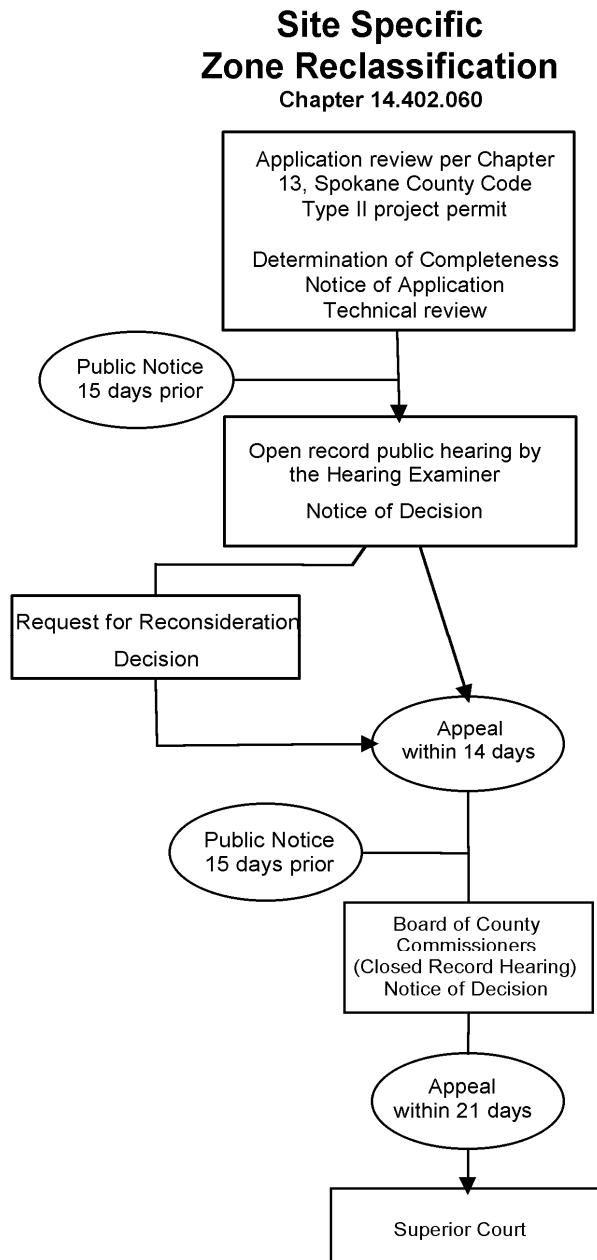 Site Specific
Zone Reclassification
Chapter 14.402.060
Application review per Chapter
13, Spokane County Code
Type II project permit
Determination of Completeness
Notice of Application
Technical review
Public Notice
15 days prior
Open record public hearing by
the Hearing Examiner
Notice of Decision
Request for Reconsideration
Decision
Appeal
within 14 days
Public Notice
15 days prior
Board of County
Commissioners
(Closed Record Hearing)
Notice of Decision
Appeal
within 21 days
Superior Court